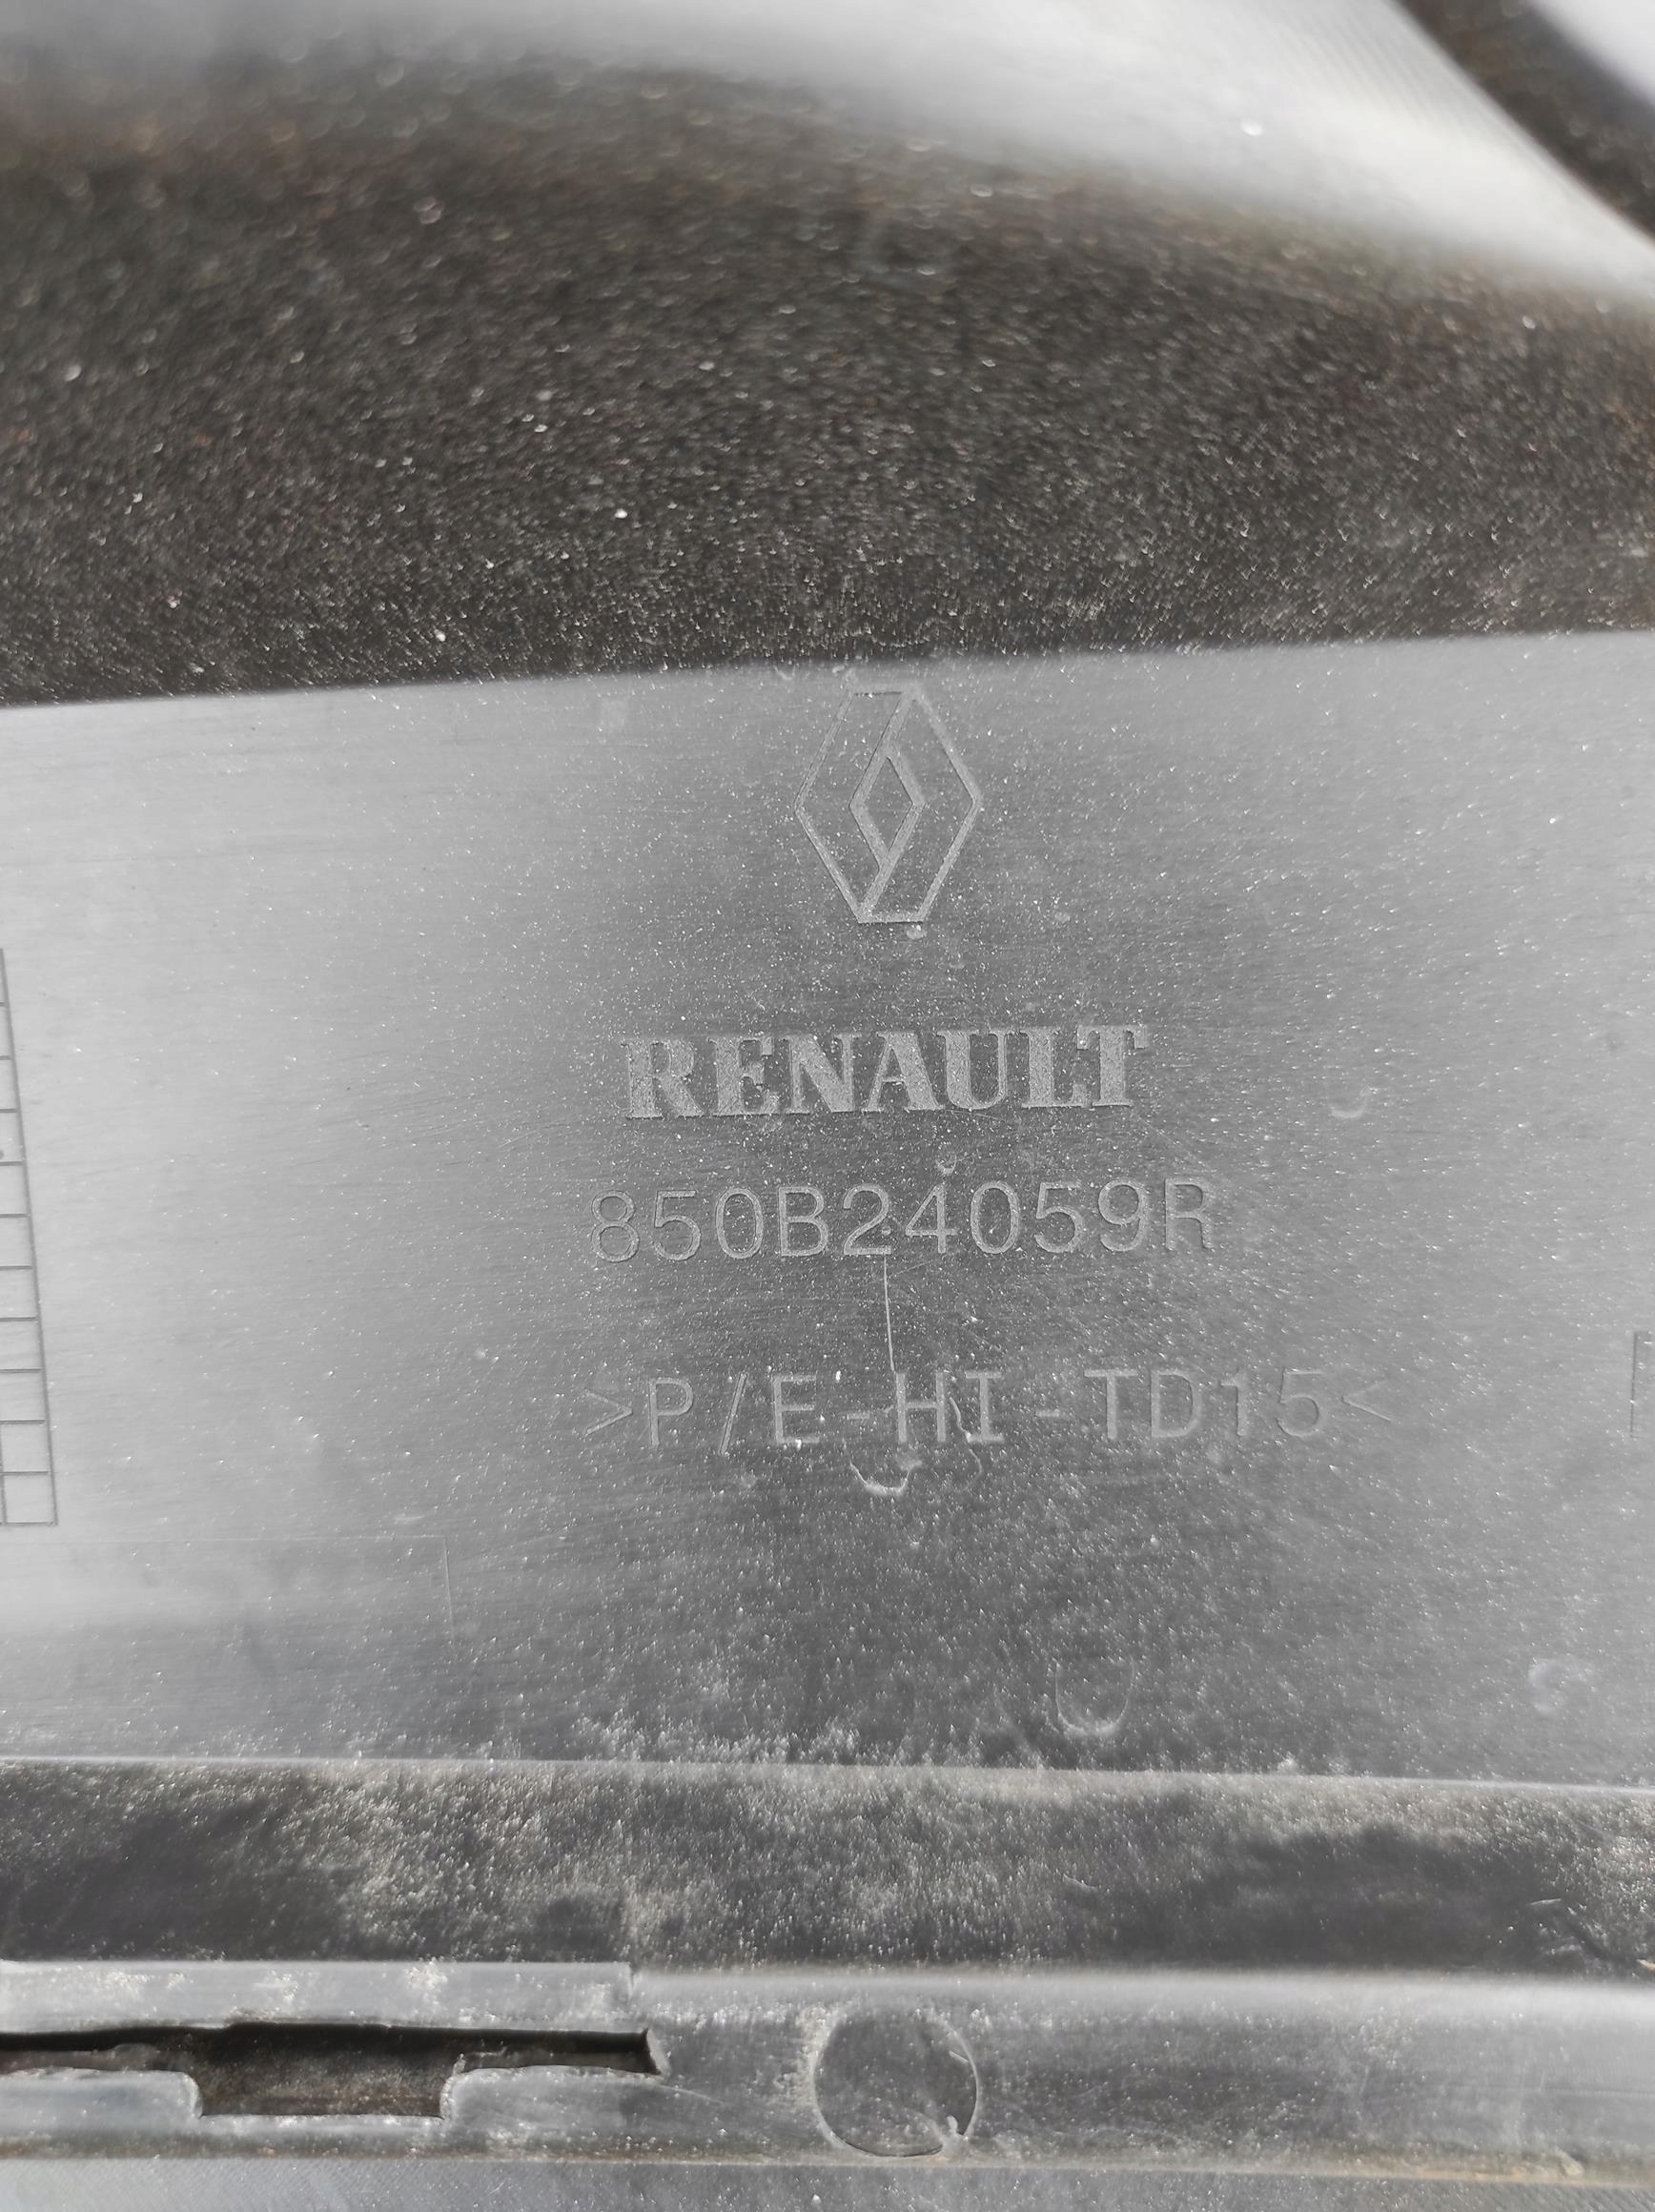 RENAULT
850B24059R
>P/E-HI-TD15<